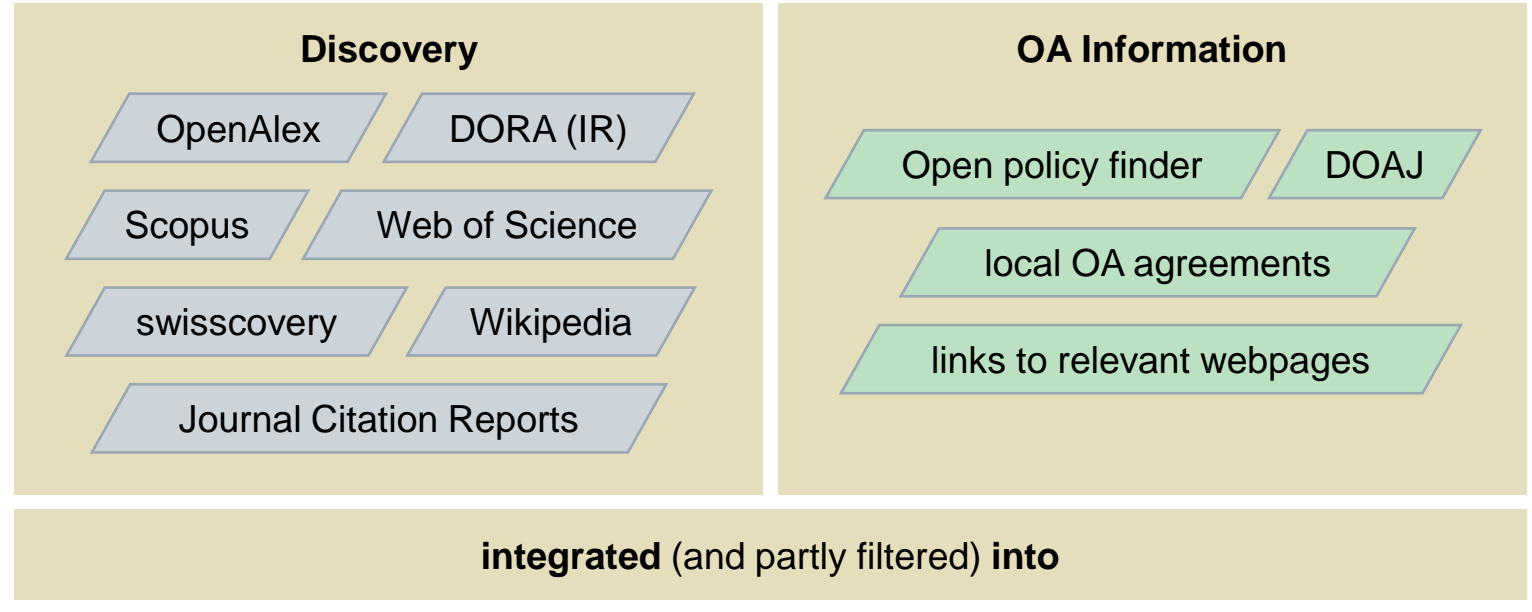 Discovery
OpenAlex
DORA (IR)
Scopus
Web of Science
swisscovery
Wikipedia
Journal Citation Reports
OA Information
Open policy finder
DOAJ
local OA agreements
links to relevant webpages
integrated (and partly filtered) into